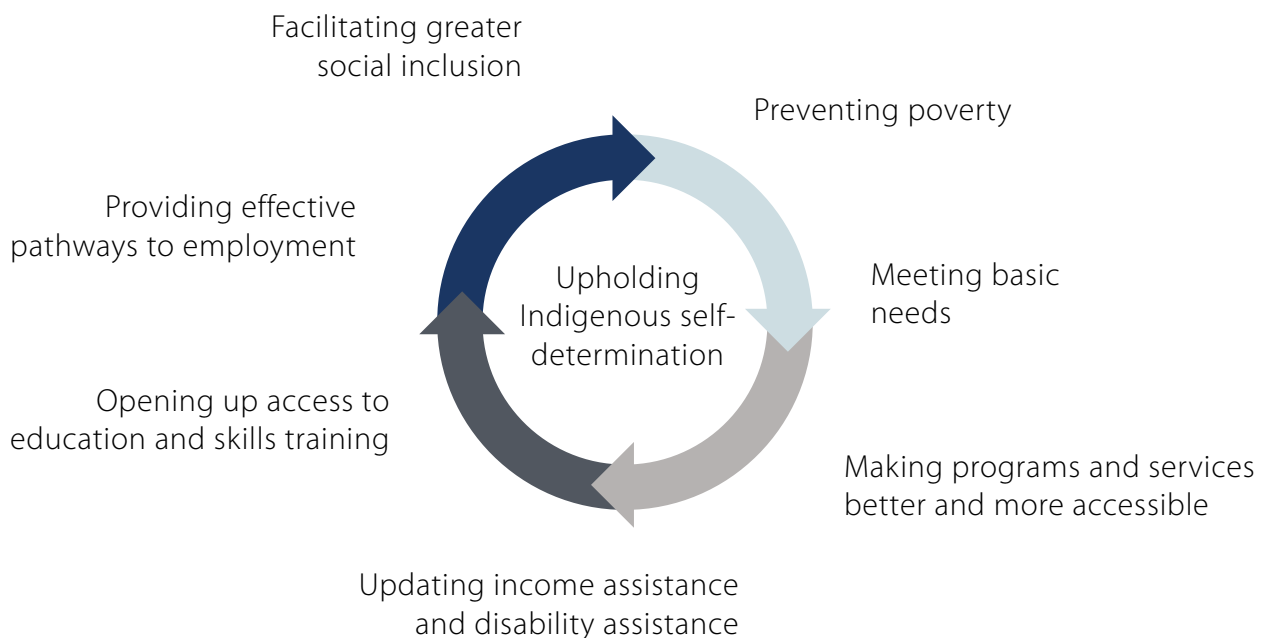 Facilitating greater
social inclusion
Preventing poverty
Providing effective
pathways to employment
Upholding
Indigenous self-
determination
Meeting basic
needs
Opening up access to
education and skills training
Making programs and services
better and more accessible
Updating income assistance
and disability assistance